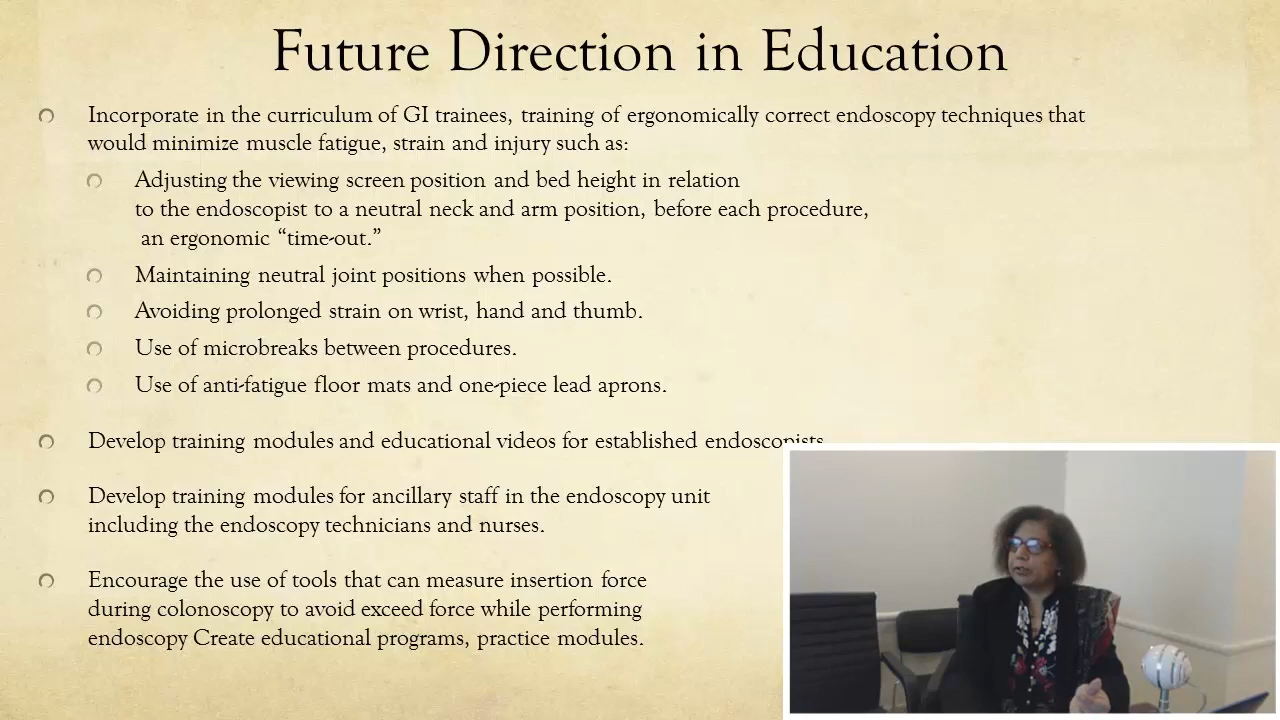 Future Direction in Education
Incorporate in the curriculum of GI trainees, training of ergonomically correct endoscopy techniques that
would minimize muscle fatigue, strain and injury such as:
Adjusting the viewing screen position and bed height in relation
to the endoscopist to a neutral neck and arm position, before each procedure,
an ergonomic “time-out.”
Maintaining neutral joint positions when possible.
Avoiding prolonged strain on wrist, hand and thumb.
Use of microbreaks between procedures.
Use of anti-fatigue floor mats and one-piece lead aprons.
Develop training modules and educational videos for established endoscopists
Develop training modules for ancillary staff in the endoscopy unit
including the endoscopy technicians and nurses.
Encourage the use of tools that can measure insertion force
during colonoscopy to avoid exceed force while performing
endoscopy Create educational programs, practice modules.